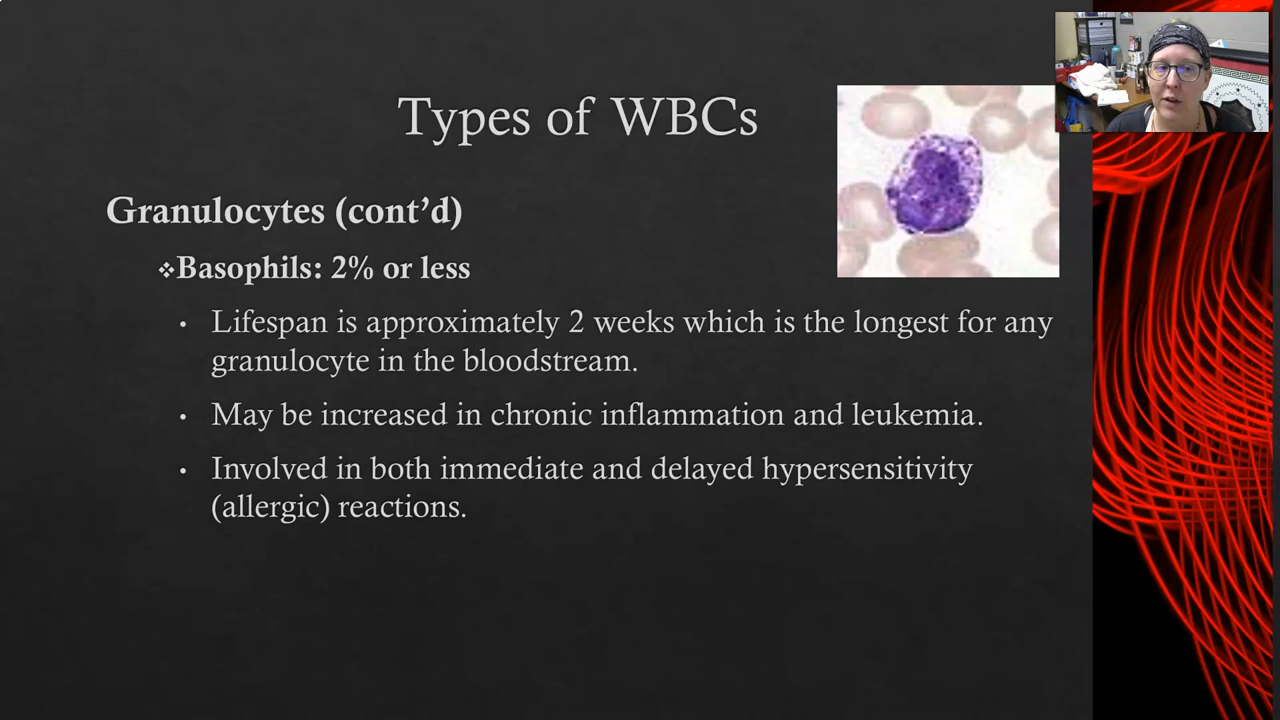 Types of WBCs
Granulocytes (cont’d)
❖Basophils: 2% or less
• Lifespan is approximately 2 weeks which is the longest for any
granulocyte in the bloodstream.
• May be increased in chronic inflammation and leukemia.
• Involved in both immediate and delayed hypersensitivity
(allergic) reactions.